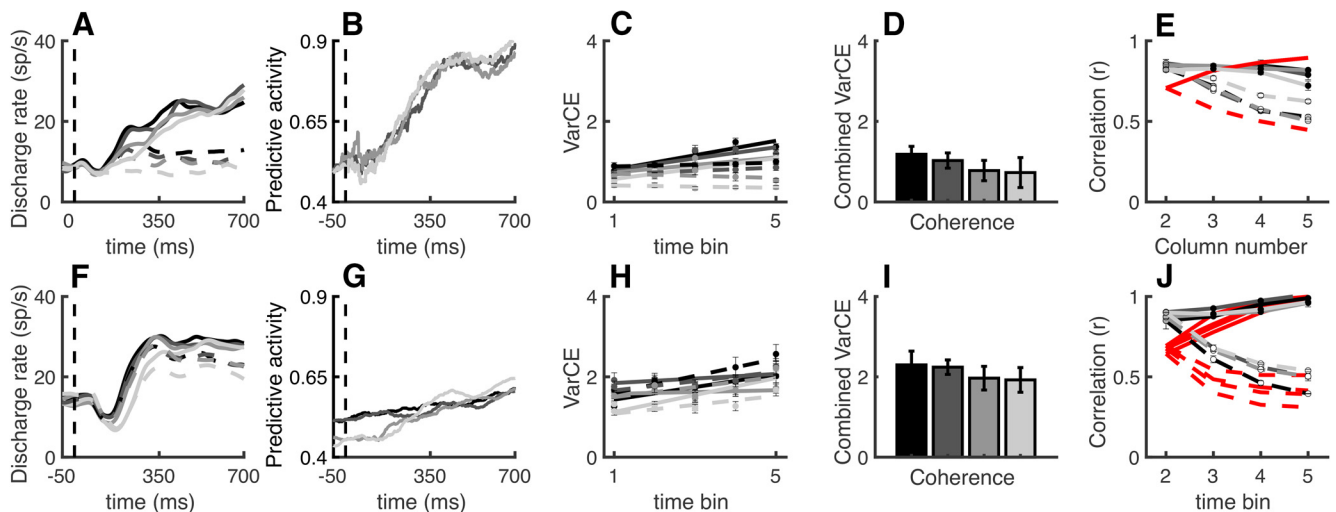 A
Discharge rate (sp/s)
40
20
0
0
350
700
time (ms)
B
Predictive activity
0.9
0.65
0.4
-50
350
700
time (ms)
C
VarCE
4
2
0
1
5
time bin
D
Combined VarCE
4
2
0
Coherence
E
Correlation (r)
1
0.5
0
2
3
4
5
Column number
F
Discharge rate (sp/s)
40
20
0
-50
350
700
time (ms)
G
Predictive activity
0.9
0.65
0.4
-50
350
700
time (ms)
H
VarCE
4
2
0
1
5
time bin
I
Combined VarCE
4
2
0
Coherence
J
Correlation (r)
1
0.5
0
2
3
4
5
time bin